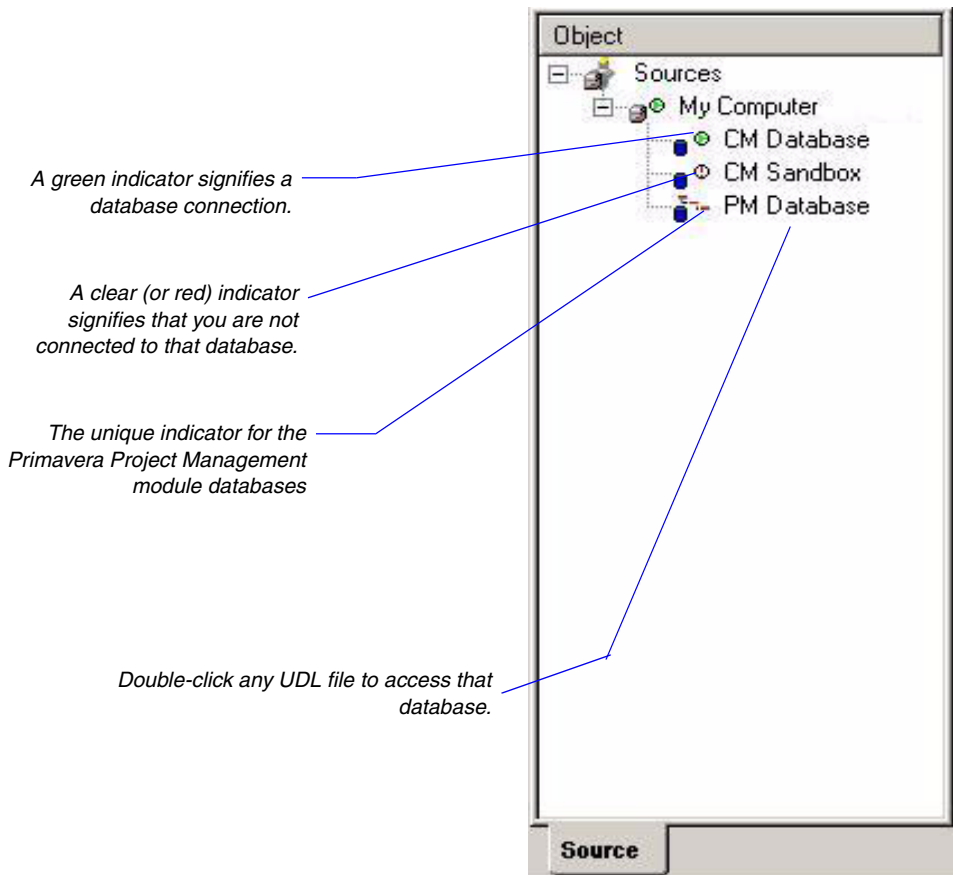 Object
Sources
My Computer
CM Database
CM Sandbox
PM Database
A green indicator signifies a
database connection.
A clear (or red) indicator
signifies that you are not
connected to that database.
The unique indicator for the
Primavera Project Management
module databases
Double-click any UDL file to access that
database.
Source